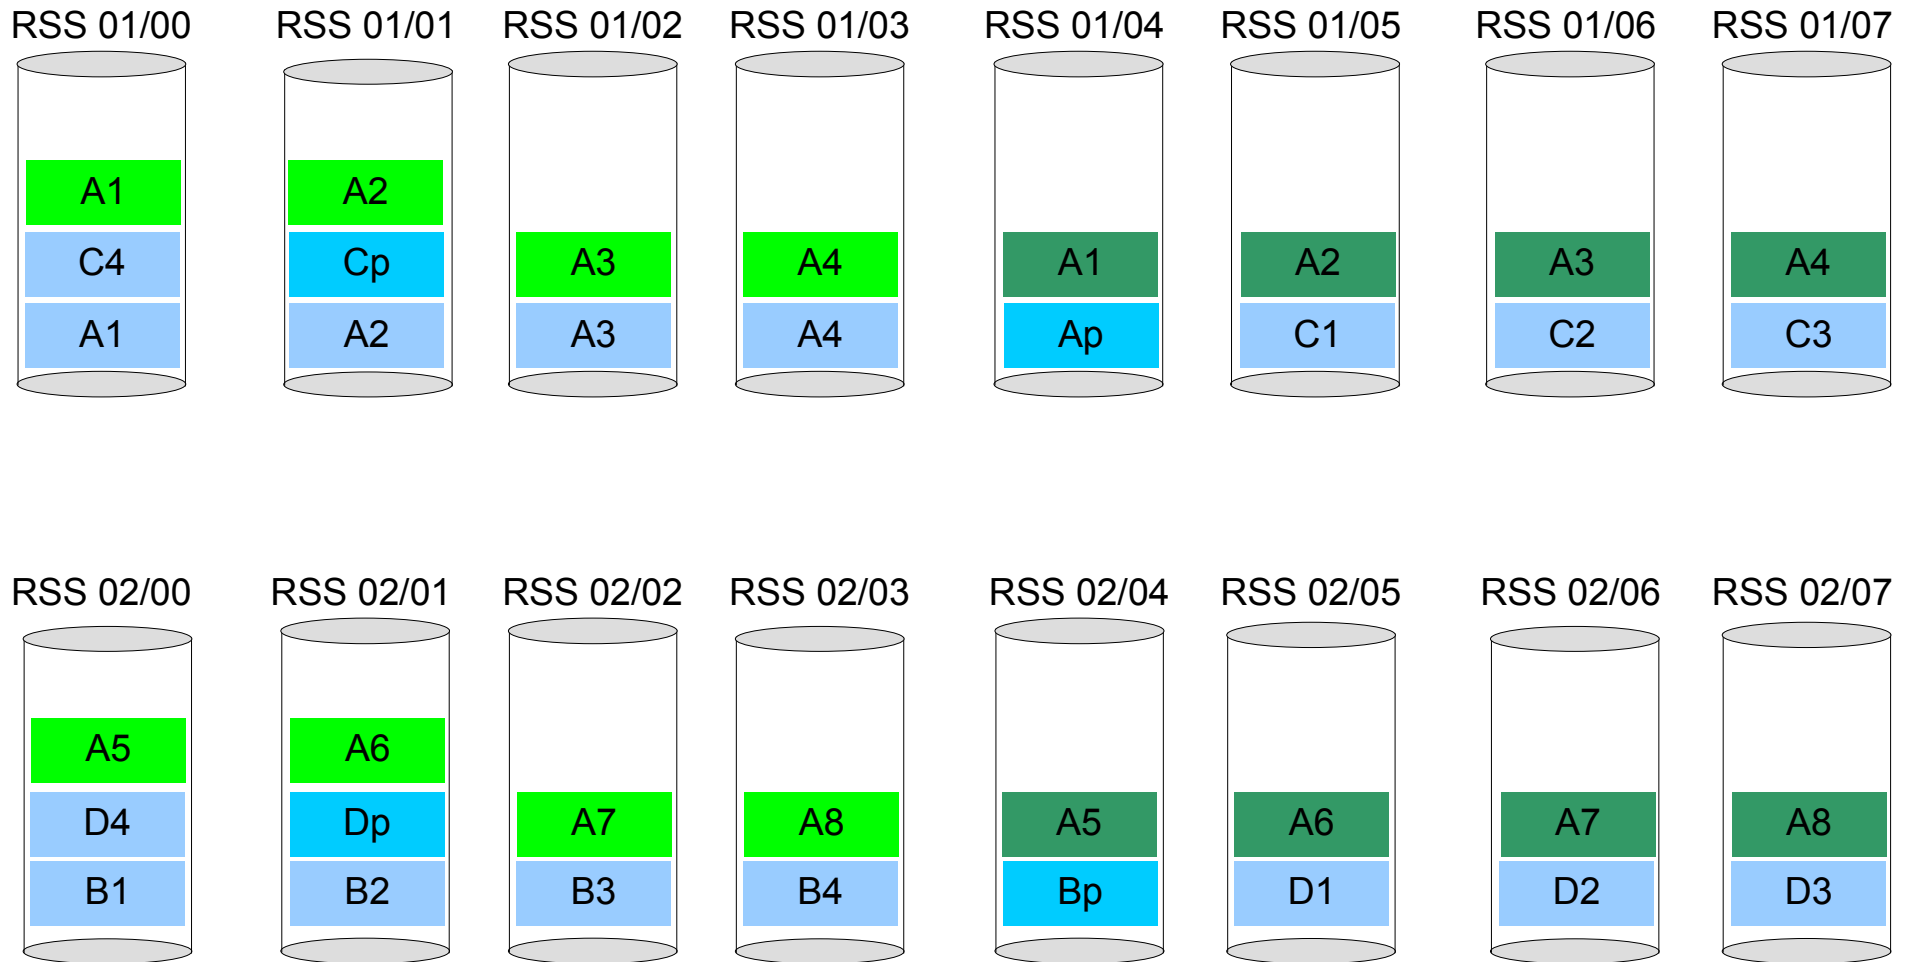 RSS 01/00 RSS 01/01 RSS 01/02 RSS 01/03 RSS 01/04 RSS 01/05 RSS 01/06 RSS 01/07
A1 A2
C4 Cp A3 A4 A1 A2 A3 A4
A1 A2 A3 A4 Ap C1 C2 C3
RSS 02/00 RSS 02/01 RSS 02/02 RSS 02/03 RSS 02/04 RSS 02/05 RSS 02/06 RSS 02/07
A5 A6
D4 Dp A7 A8 A5 A6 A7 A8
B1 B2 B3 B4 Bp D1 D2 D3